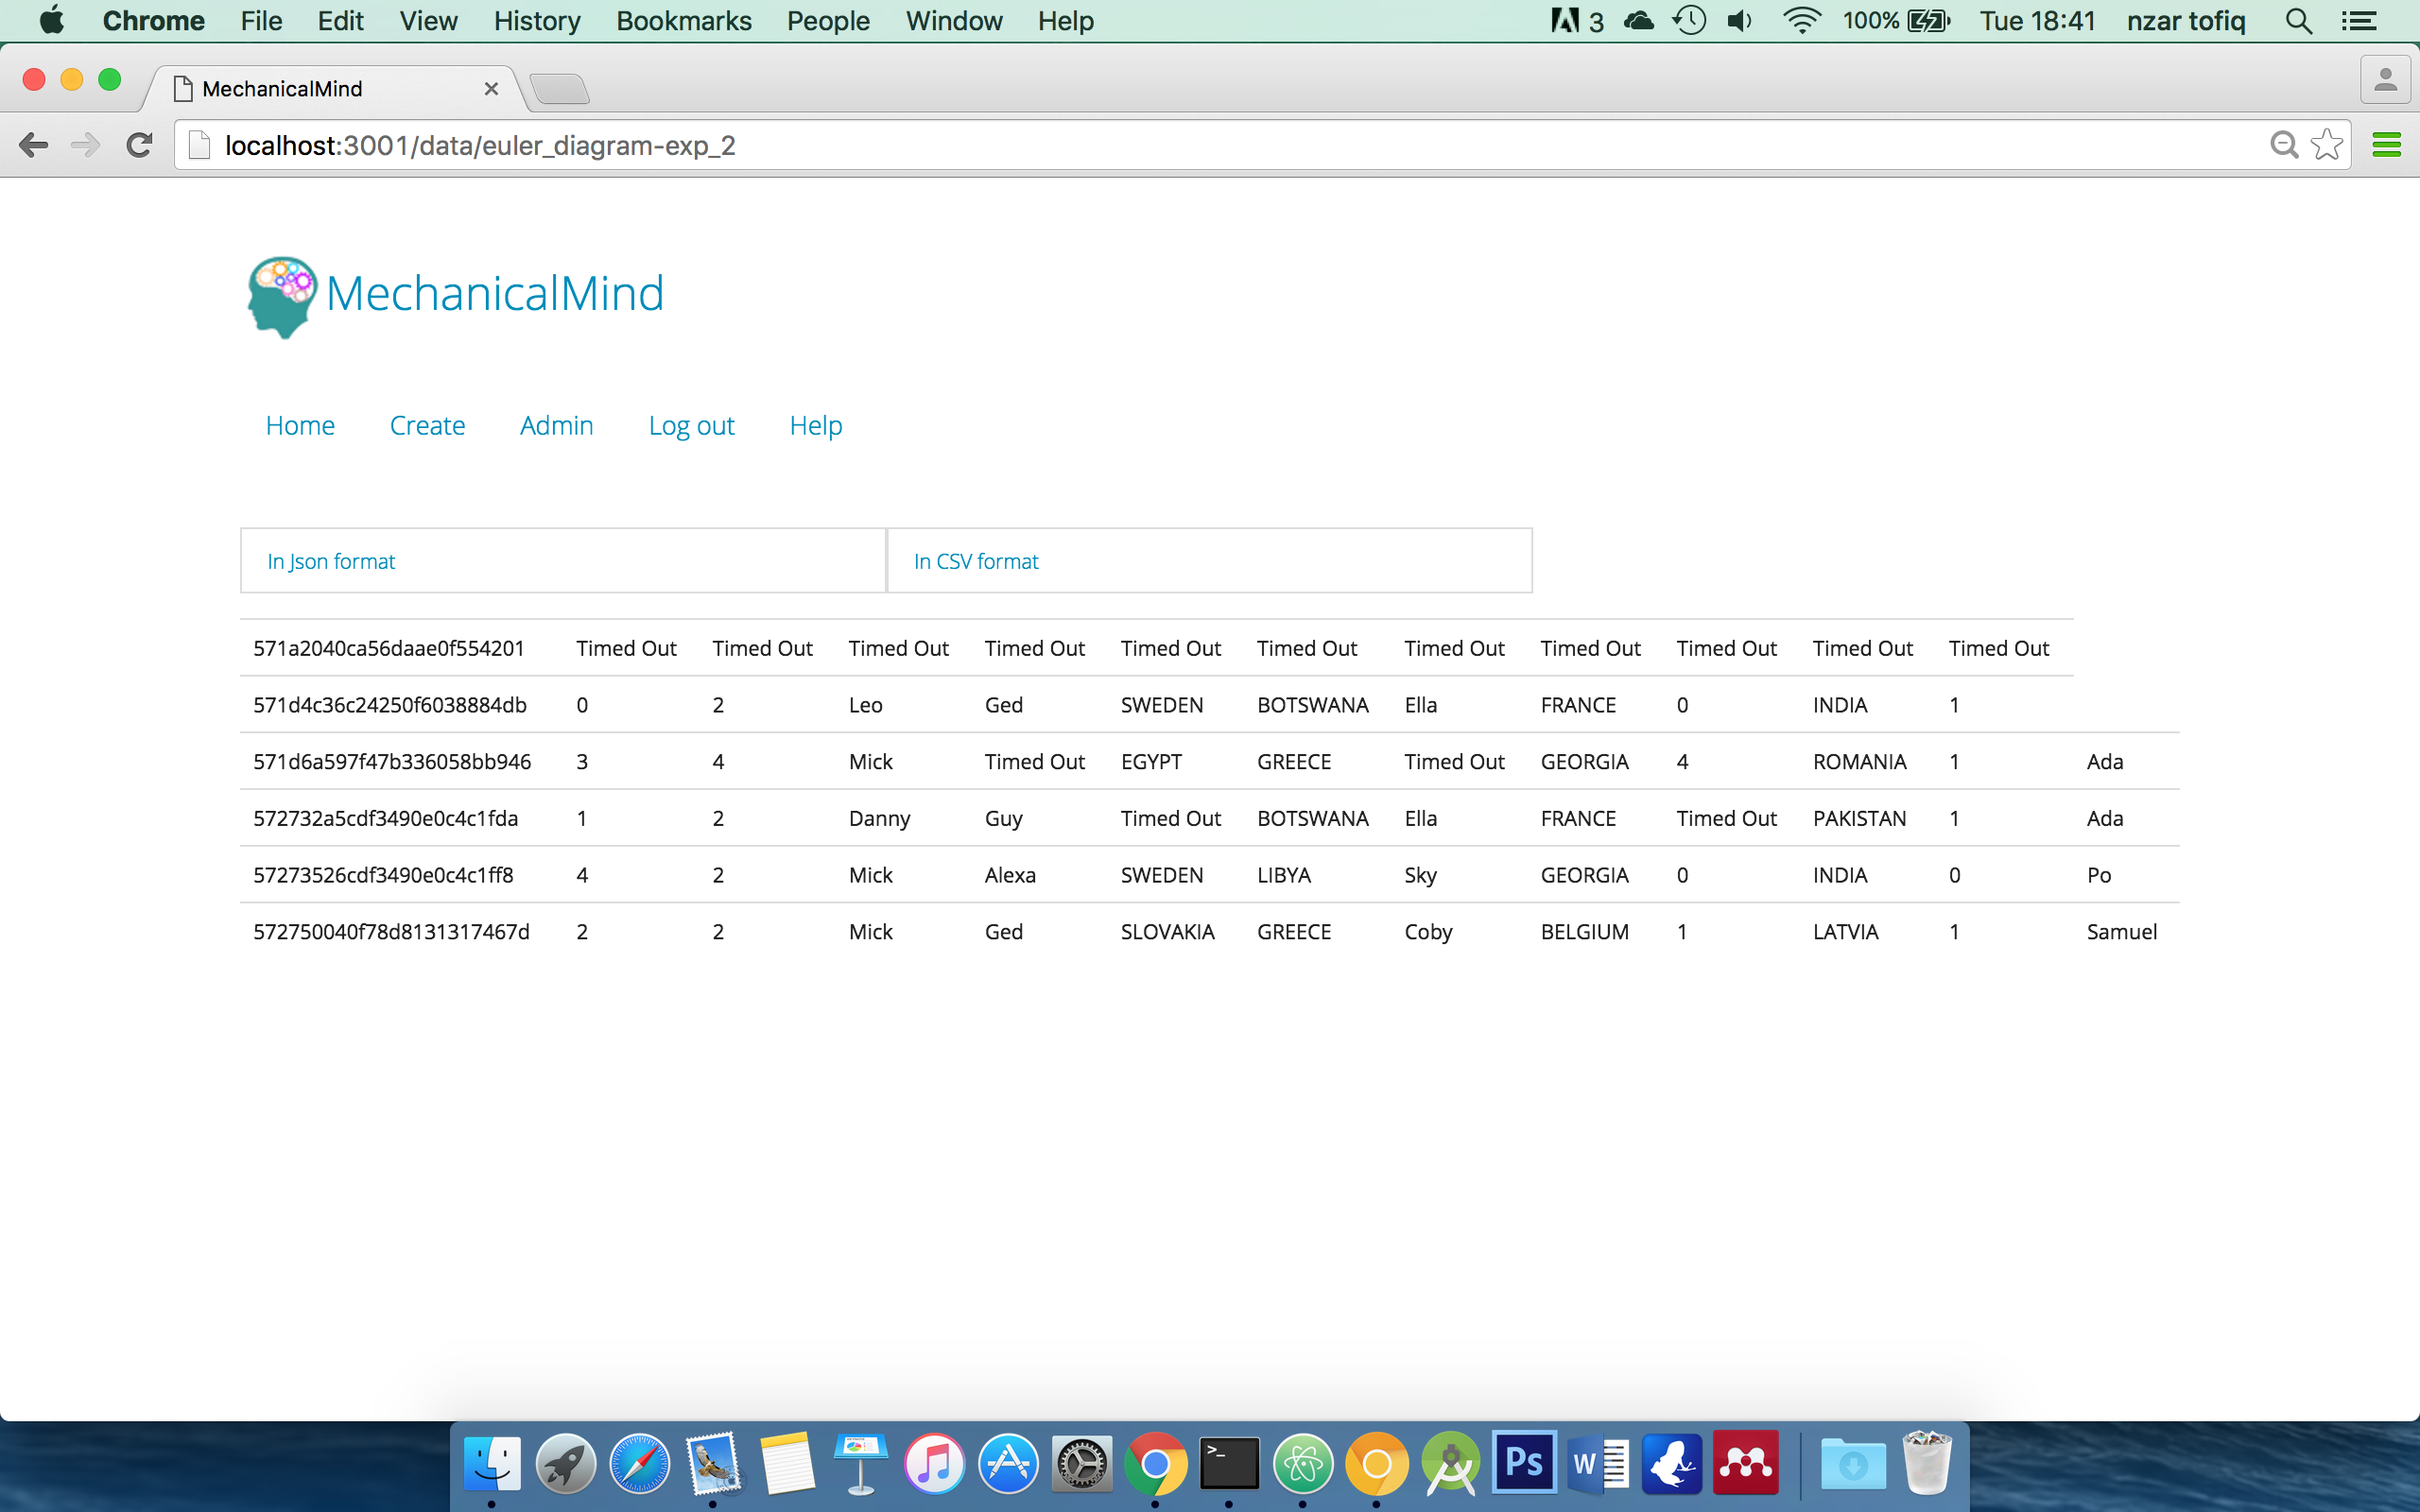 Chrome File Edit View History Bookmarks People Window Help 3 100% Tue 18:41 nzar tofiq
MechanicalMind
localhost:3001/data/euler_diagram-exp_2
MechanicalMind
Home Create Admin Log out Help
In Json format In CSV format
571a2040ca56daae0f554201 Timed Out Timed Out Timed Out Timed Out Timed Out Timed Out Timed Out Timed Out Timed Out Timed Out Timed Out
571d4c36c24250f6038884db 0 2 Leo Ged SWEDEN BOTSWANA Ella FRANCE 0 INDIA 1
571d6a597f47b336058bb946 3 4 Mick Timed Out EGYPT GREECE Timed Out GEORGIA 4 ROMANIA 1 Ada
572732a5cdf3490e0c4c1fda 1 2 Danny Guy Timed Out BOTSWANA Ella FRANCE Timed Out PAKISTAN 1 Ada
57273526cdf3490e0c4c1ff8 4 2 Mick Alexa SWEDEN LIBYA Sky GEORGIA 0 INDIA 0 Po
572750040f78d8131317467d 2 2 Mick Ged SLOVAKIA GREECE Coby BELGIUM 1 LATVIA 1 Samuel
>_ Ps W